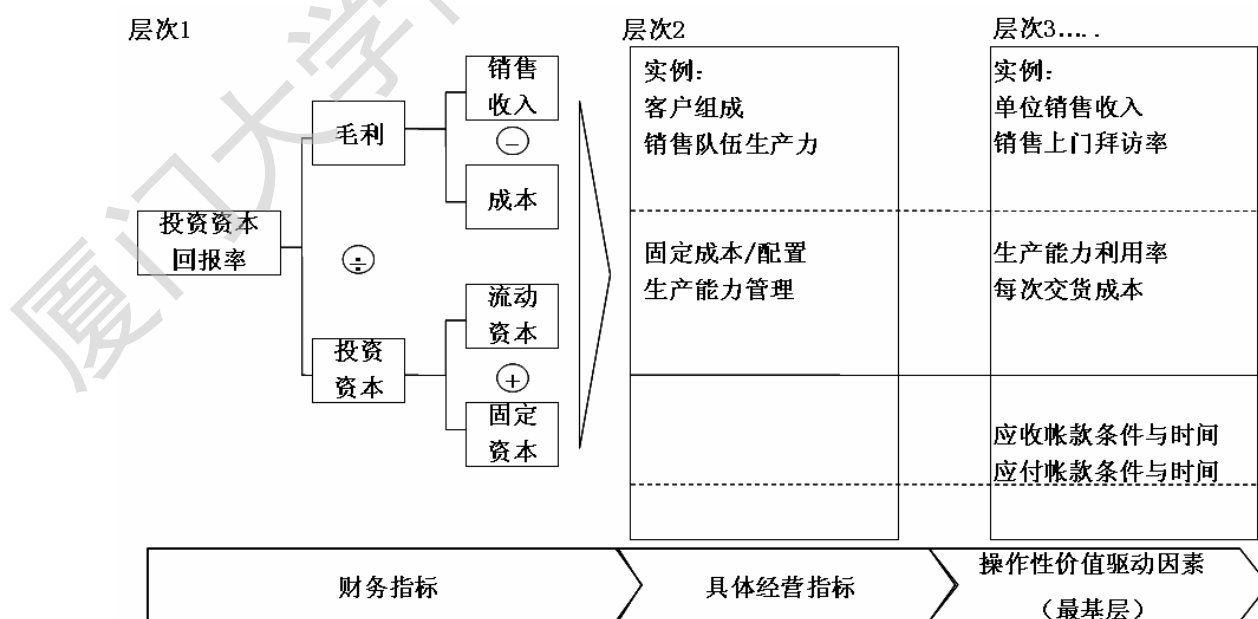 层次1
层次2
层次3.....
销售
收入
－
成本
毛利
投资资本
回报率
÷
流动
资本
＋
固定
资本
投资
资本
实例：
客户组成
销售队伍生产力
固定成本/配置
生产能力管理
实例：
单位销售收入
销售上门拜访率
生产能力利用率
每次交货成本
应收帐款条件与时间
应付帐款条件与时间
财务指标
具体经营指标
操作性价值驱动因素
（最基层）
厦门大学